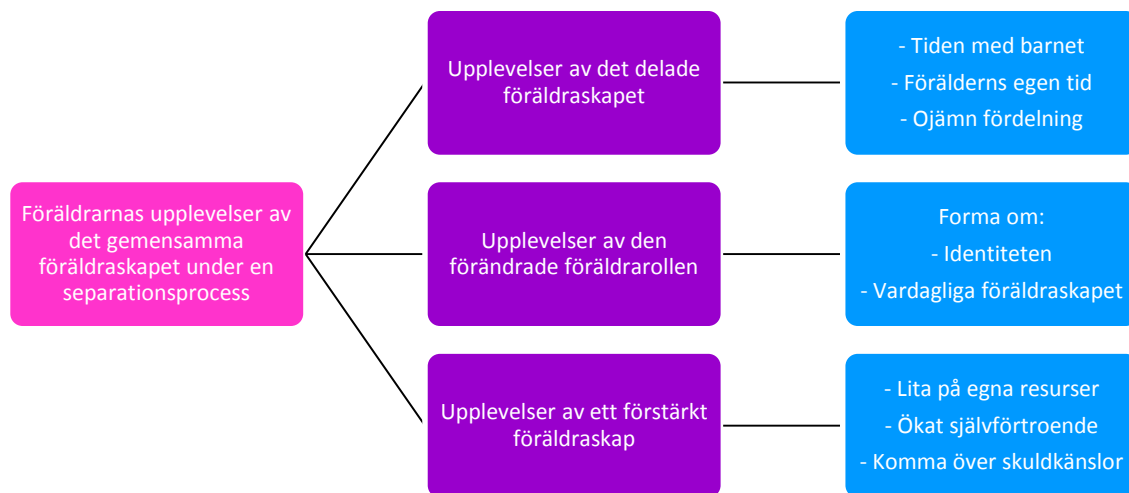 Upplevelser av det delade
föräldraskapet
- Tiden med barnet
- Förälderns egen tid
- Ojämn fördelning
Föräldrarnas upplevelser av
det gemensamma
föräldraskapet under en
separationsprocess
Upplevelser av den
förändrade föräldrarollen
Forma om:
- Identiteten
- Vardagliga föräldraskapet
Upplevelser av ett förstärkt
föräldraskap
- Lita på egna resurser
- Ökat självförtroende
- Komma över skuldkänslor